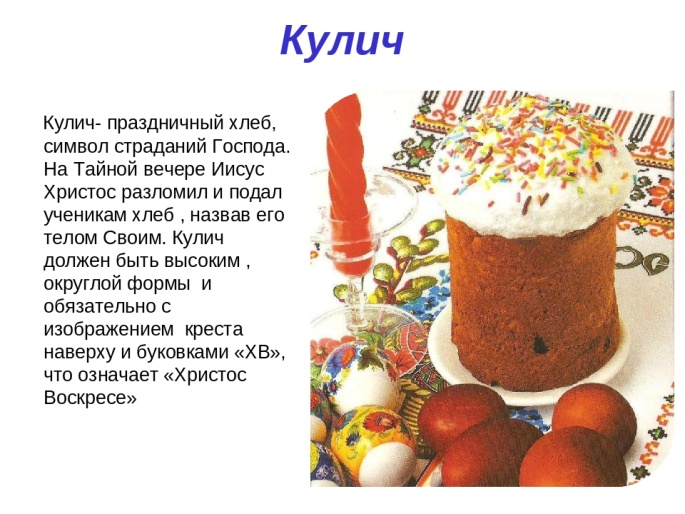 Кулич
Кулич- праздничный хлеб,
символ страданий Господа.
На Тайной вечере Иисус
Христос разломил и подал
ученикам хлеб , назвав его
телом Своим. Кулич
должен быть высоким ,
округлой формы и
обязательно с
изображением креста
наверху и буковками «ХВ»,
что означает «Христос
Воскресе»